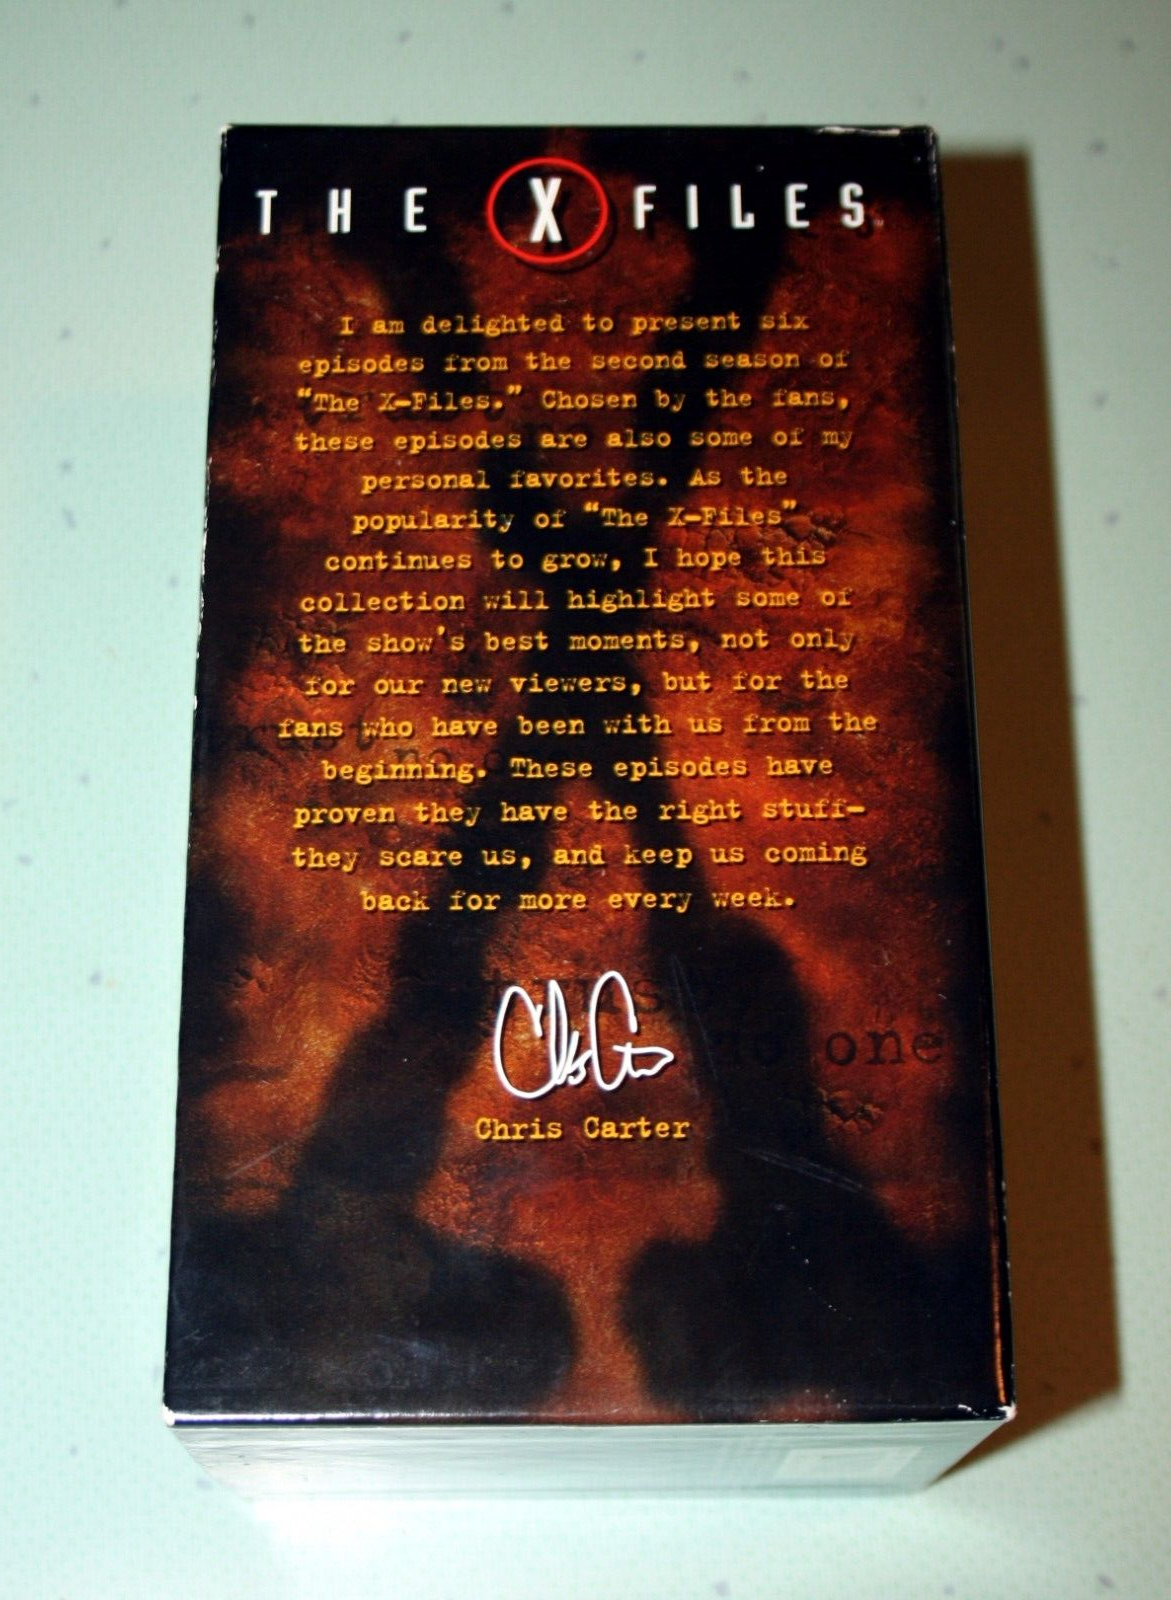 THE X FILES
I am delighted to present six
episodes from the second season of
“The X-Files.” Chosen by the fans,
these episodes are also some of my
personal favorites. As the
popularity of “The X-Files”
continues to grow, I hope this
collection will highlight some of
the show's best moments, not only
for our new viewers, but for the
fans who have been with us from the
beginning. These episodes have
proven they have the right stuff—
they scare us, and keep us coming
back for more every week.
Chris Carter
no one